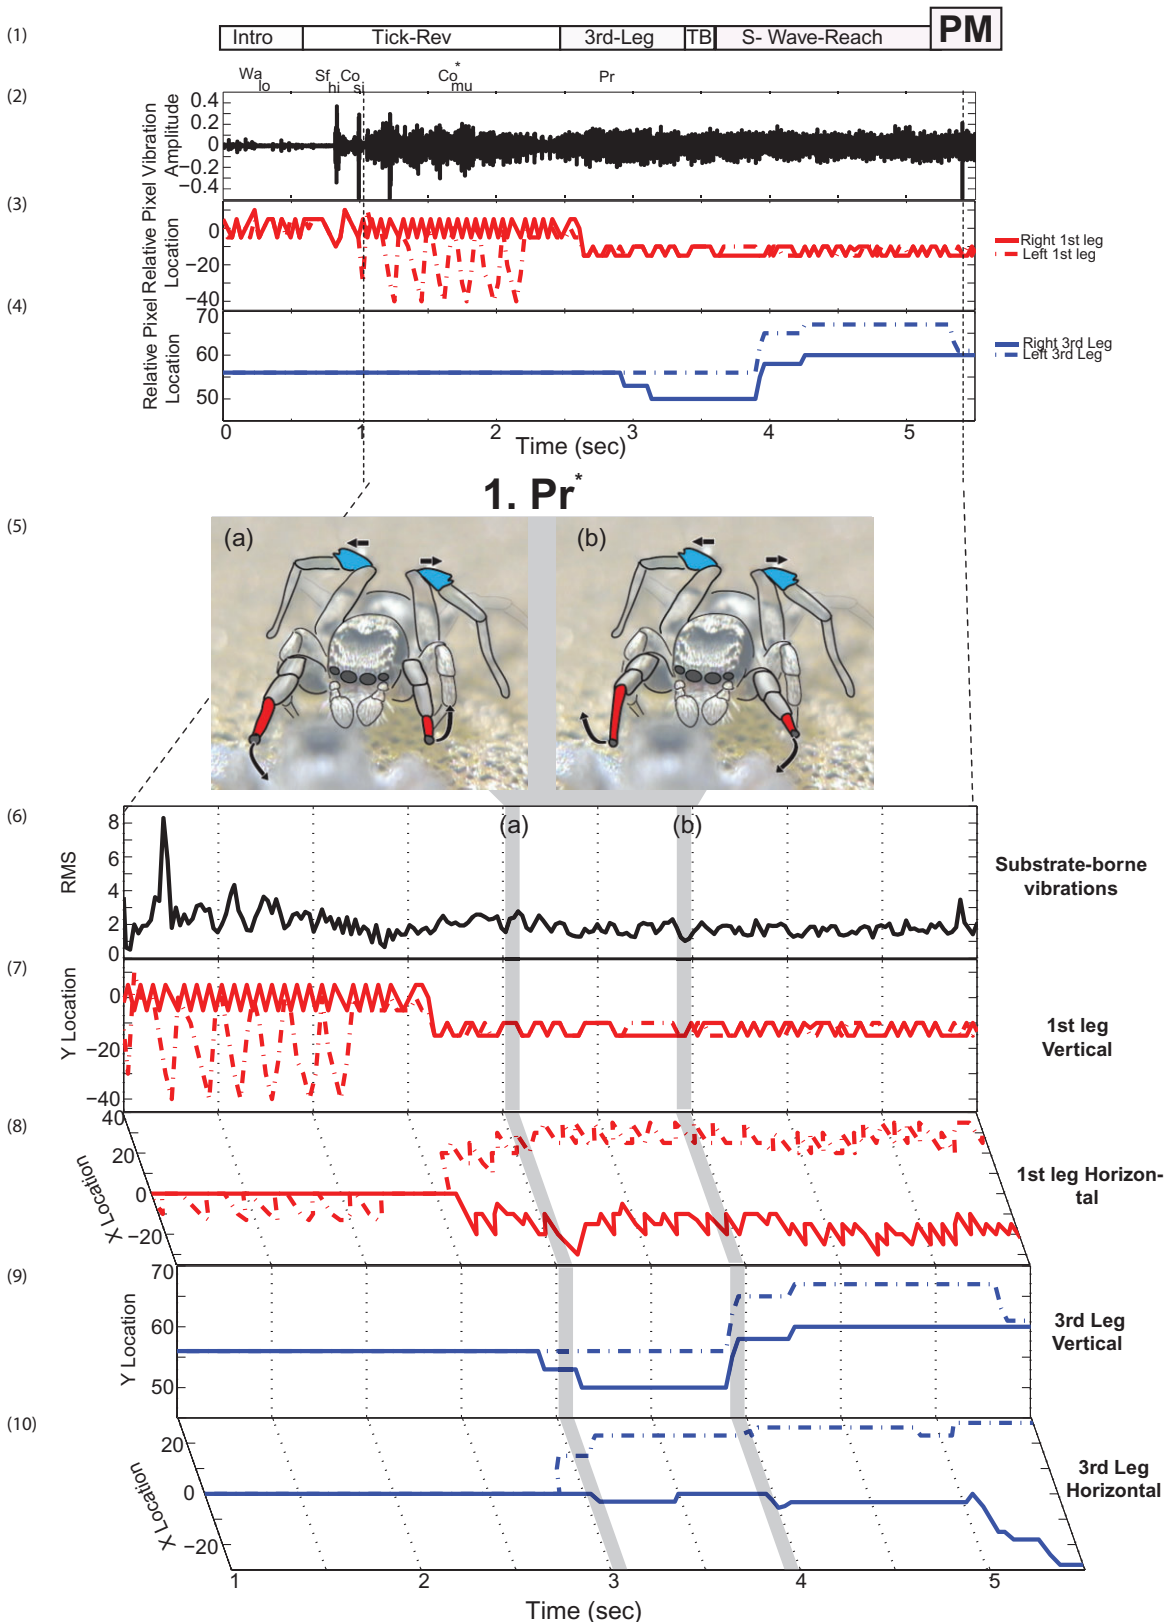 (1)
Intro Tick-Rev 3rd-Leg TB S- Wave-Reach PM
Wa lo Sf hi Co si Co* mu Pr
(2)
Vibration Amplitude
0.4
0.2
0
−0.2
−0.4
(3)
Relative Pixel Location
0
−20
−40
Right 1st leg
Left 1st leg
(4)
Relative Pixel Location
70
60
50
Right 3rd Leg
Left 3rd Leg
0 1 2 3 4 5
Time (sec)
1. Pr*
(5)
(a) (b)
(6)
RMS
8
6
4
2
0
(a) (b)
Substrate-borne
vibrations
(7)
Y Location
0
−20
−40
1st leg
Vertical
(8)
X Location
40
20
0
−20
1st leg Horizon-
tal
(9)
Y Location
70
60
50
3rd Leg
Vertical
(10)
X Location
20
0
−20
3rd Leg
Horizontal
1 2 3 4 5
Time (sec)